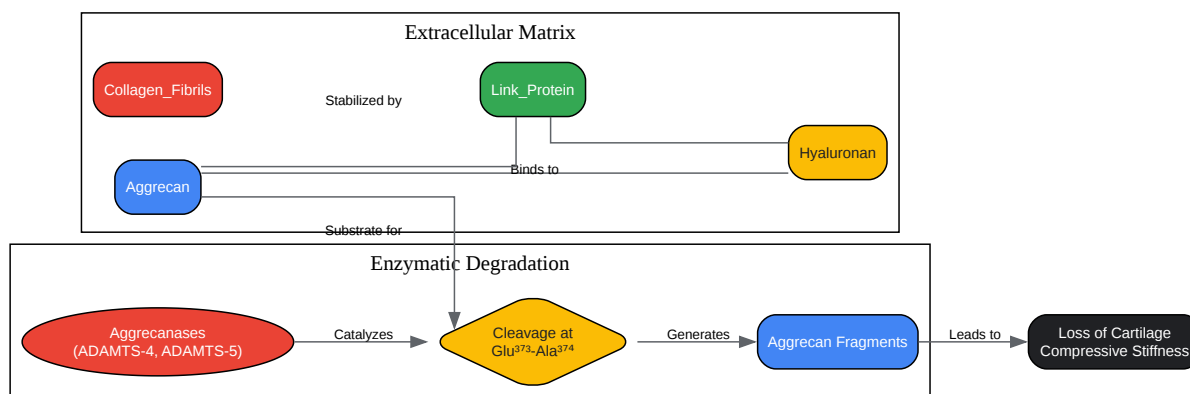 Extracellular Matrix
Collagen_Fibrils
Stabilized by
Link_Protein
Hyaluronan
Binds to
Aggrecan
Substrate for
Enzymatic Degradation
Aggrecanases
(ADAMTS-4, ADAMTS-5)
Catalyzes
Cleavage at
Glu³⁷³-Ala³⁷⁴
Generates
Aggrecan Fragments
Leads to
Loss of Cartilage
Compressive Stiffness